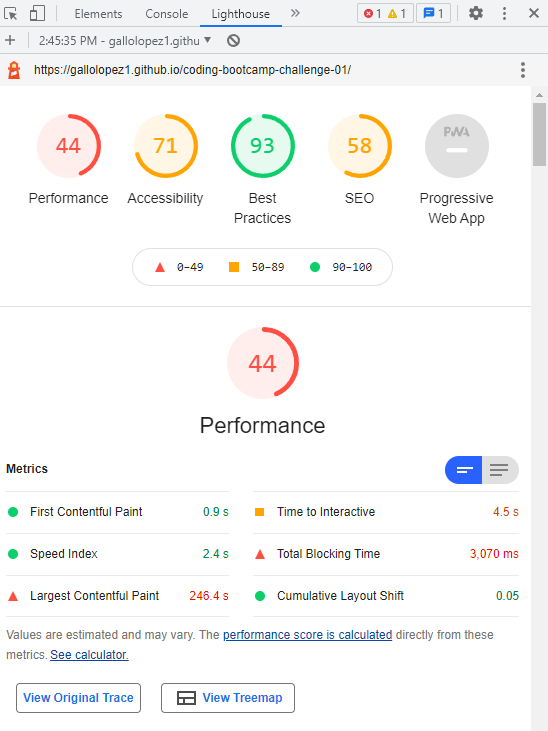 Elements Console Lighthouse » 1 1 1
+ 2:45:35 PM - gallolopez1.githu
https://gallolopez1.github.io/coding-bootcamp-challenge-01/
44 71 93 58 PWA
Performance Accessibility Best Practices SEO Progressive Web App
0–49 50–89 90–100
44
Performance
Metrics
First Contentful Paint 0.9 s
Time to Interactive 4.5 s
Speed Index 2.4 s
Total Blocking Time 3,070 ms
Largest Contentful Paint 246.4 s
Cumulative Layout Shift 0.05
Values are estimated and may vary. The performance score is calculated directly from these
metrics. See calculator.
View Original Trace View Treemap